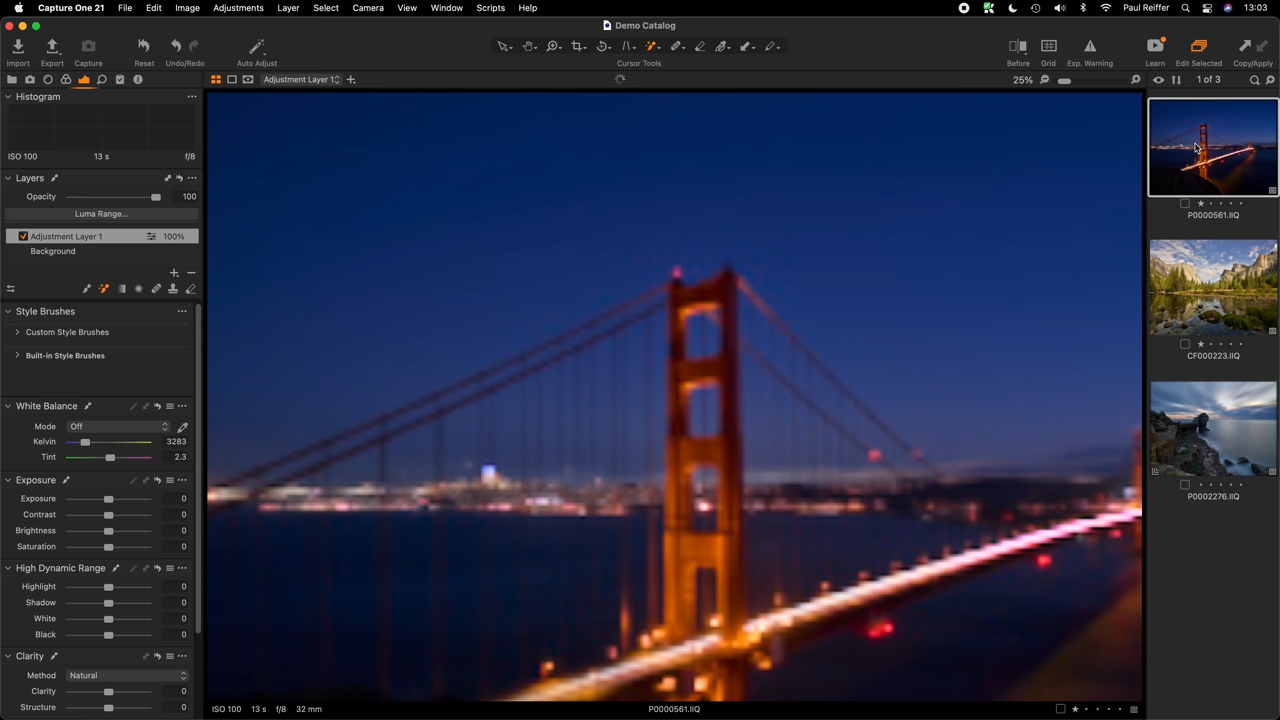 Capture One 21 File Edit Image Adjustments Layer Select Camera View Window Scripts Help Paul Reiffer 13:03
Demo Catalog
Import Export Capture Reset Undo/Redo Auto Adjust Cursor Tools Before Grid Exp. Warning Learn Edit Selected Copy/Apply
Adjustment Layer 1 25% 1 of 3
Histogram
ISO 100 13 s f/8
Layers
Opacity 100
Luma Range...
Adjustment Layer 1 100%
Background
Style Brushes
Custom Style Brushes
Built-in Style Brushes
White Balance
Mode Off
Kelvin 3283
Tint 2.3
Exposure
Exposure 0
Contrast 0
Brightness 0
Saturation 0
High Dynamic Range
Highlight 0
Shadow 0
White 0
Black 0
Clarity
Method Natural
Clarity 0
Structure 0
ISO 100 13 s f/8 32 mm P0000561.IIQ
P0000561.IIQ
CF000223.IIQ
P0002276.IIQ